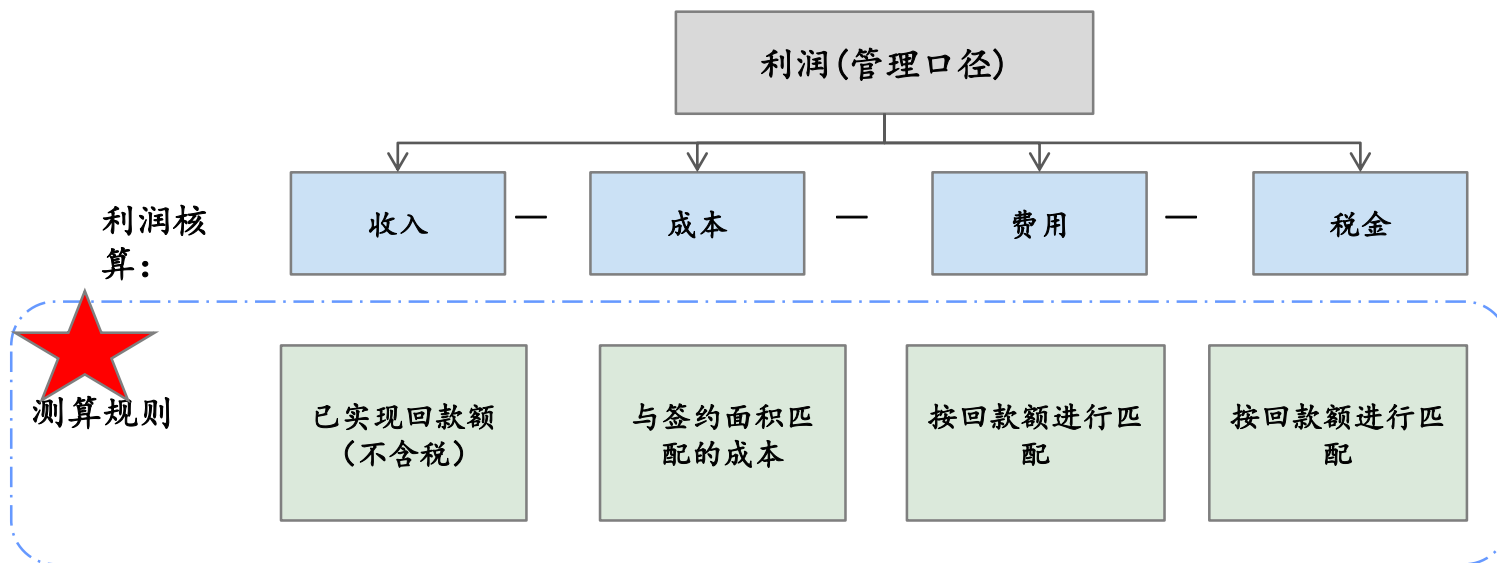 利润(管理口径)
利润核
算：
收入
—
成本
—
费用
—
税金
测算规则
已实现回款额
（不含税）
与签约面积匹
配的成本
按回款额进行匹
配
按回款额进行匹
配